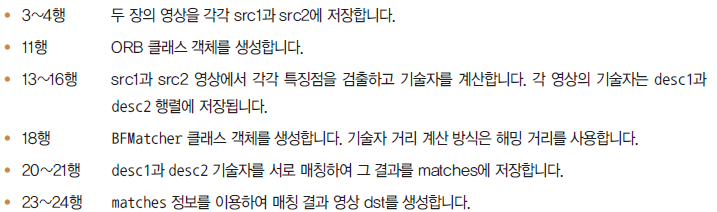 • 3~4행 두 장의 영상을 각각 src1과 src2에 저장합니다.
• 11행 ORB 클래스 객체를 생성합니다.
• 13~16행 src1과 src2 영상에서 각각 특징점을 검출하고 기술자를 계산합니다. 각 영상의 기술자는 desc1과
desc2 행렬에 저장됩니다.
• 18행 BFMatcher 클래스 객체를 생성합니다. 기술자 거리 계산 방식은 해밍 거리를 사용합니다.
• 20~21행 desc1과 desc2 기술자를 서로 매칭하여 그 결과를 matches에 저장합니다.
• 23~24행 matches 정보를 이용하여 매칭 결과 영상 dst를 생성합니다.